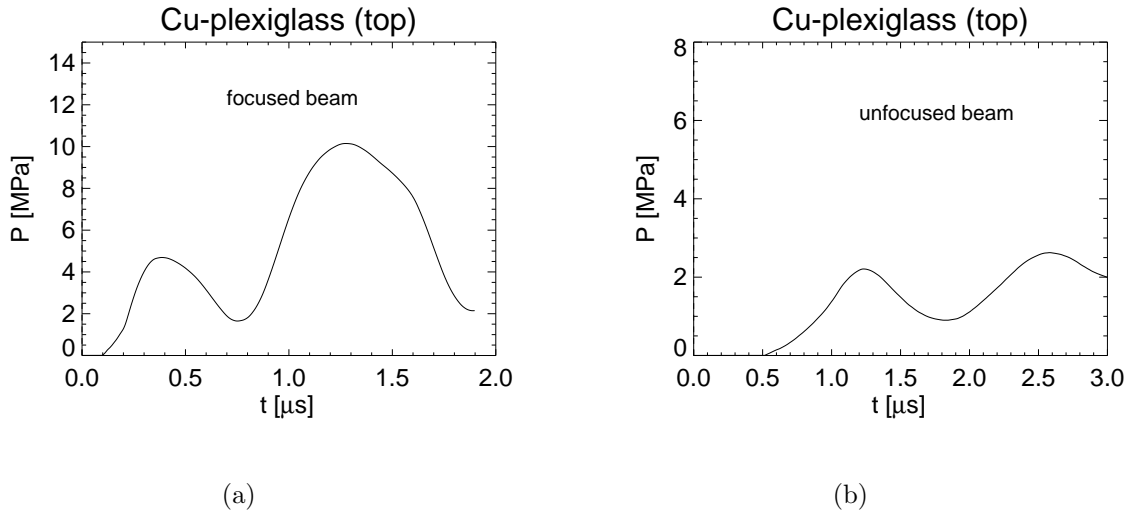 Cu-plexiglass (top)
focused beam
P [MPa]
14
12
10
8
6
4
2
0
0.0 0.5 1.0 1.5 2.0
t [μs]
(a)
Cu-plexiglass (top)
unfocused beam
P [MPa]
8
6
4
2
0
0.0 0.5 1.0 1.5 2.0 2.5 3.0
t [μs]
(b)